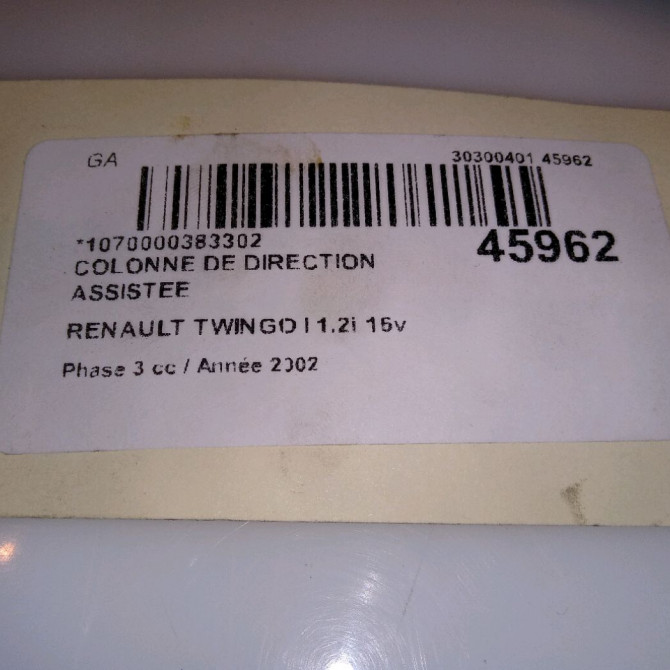 GA 30300401 45962
*1070000383302 45962
COLONNE DE DIRECTION
ASSISTEE
RENAULT TWINGO I 1.2i 16v
Phase 3 cc / Année 2002